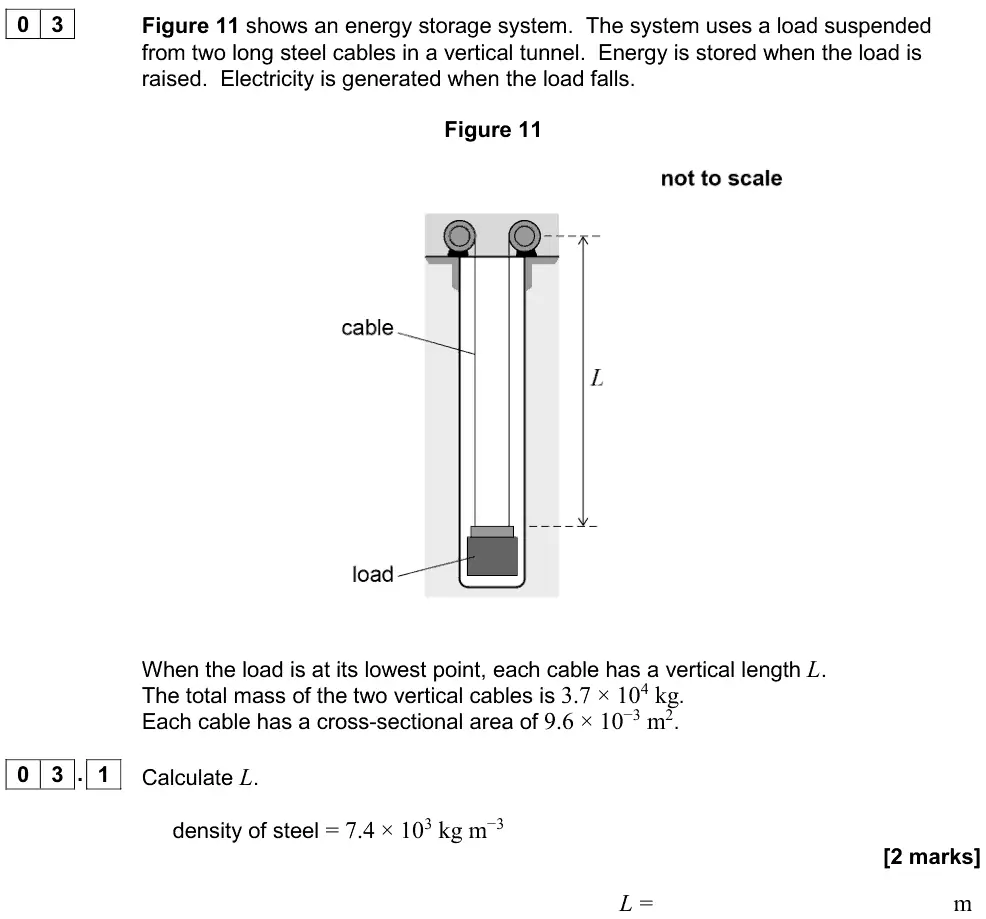 0 3 Figure 11 shows an energy storage system. The system uses a load suspended
from two long steel cables in a vertical tunnel. Energy is stored when the load is
raised. Electricity is generated when the load falls.
Figure 11
not to scale
cable
L
load
When the load is at its lowest point, each cable has a vertical length L.
The total mass of the two vertical cables is 3.7 × 10⁴ kg.
Each cable has a cross-sectional area of 9.6 × 10⁻³ m².
0 3 . 1 Calculate L.
density of steel = 7.4 × 10³ kg m⁻³
[2 marks]
L = m